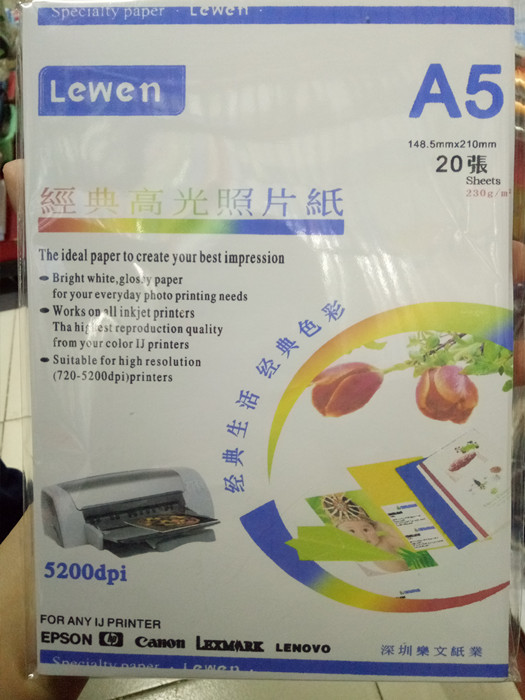 Specialty paper · Lewen ·
Lewen
A5
148.5mmx210mm
20張
Sheets
230g/m²
經典高光照片紙
The ideal paper to create your best impression
Bright white,glossy paper
for your everyday photo printing needs
Works on all inkjet printers
Tha highest reproduction quality
from your color IJ printers
Suitable for high resolution
(720-5200dpi)printers
经典生活 经典色彩
5200dpi
FOR ANY IJ PRINTER
EPSON hp Canon LEXMARK LENOVO
深圳樂文紙業
Specialty paper · Lewen ·